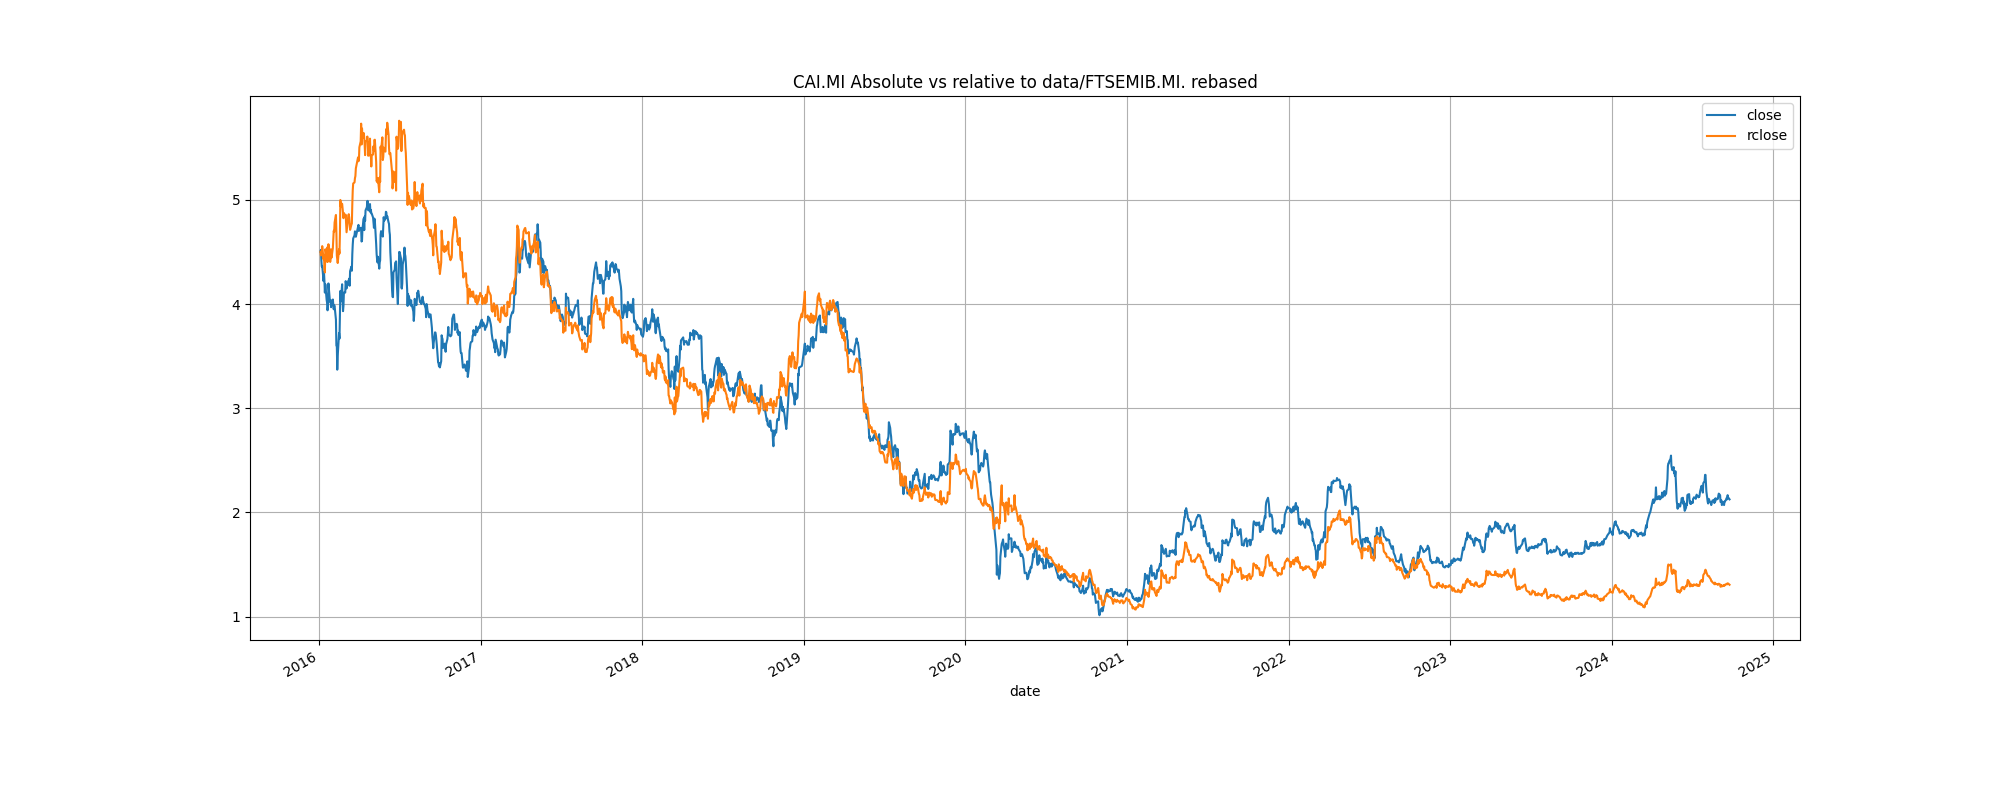 CAI.MI Absolute vs relative to data/FTSEMIB.MI. rebased
close
rclose
5
4
3
2
1
2016 2017 2018 2019 2020 2021 2022 2023 2024 2025
date